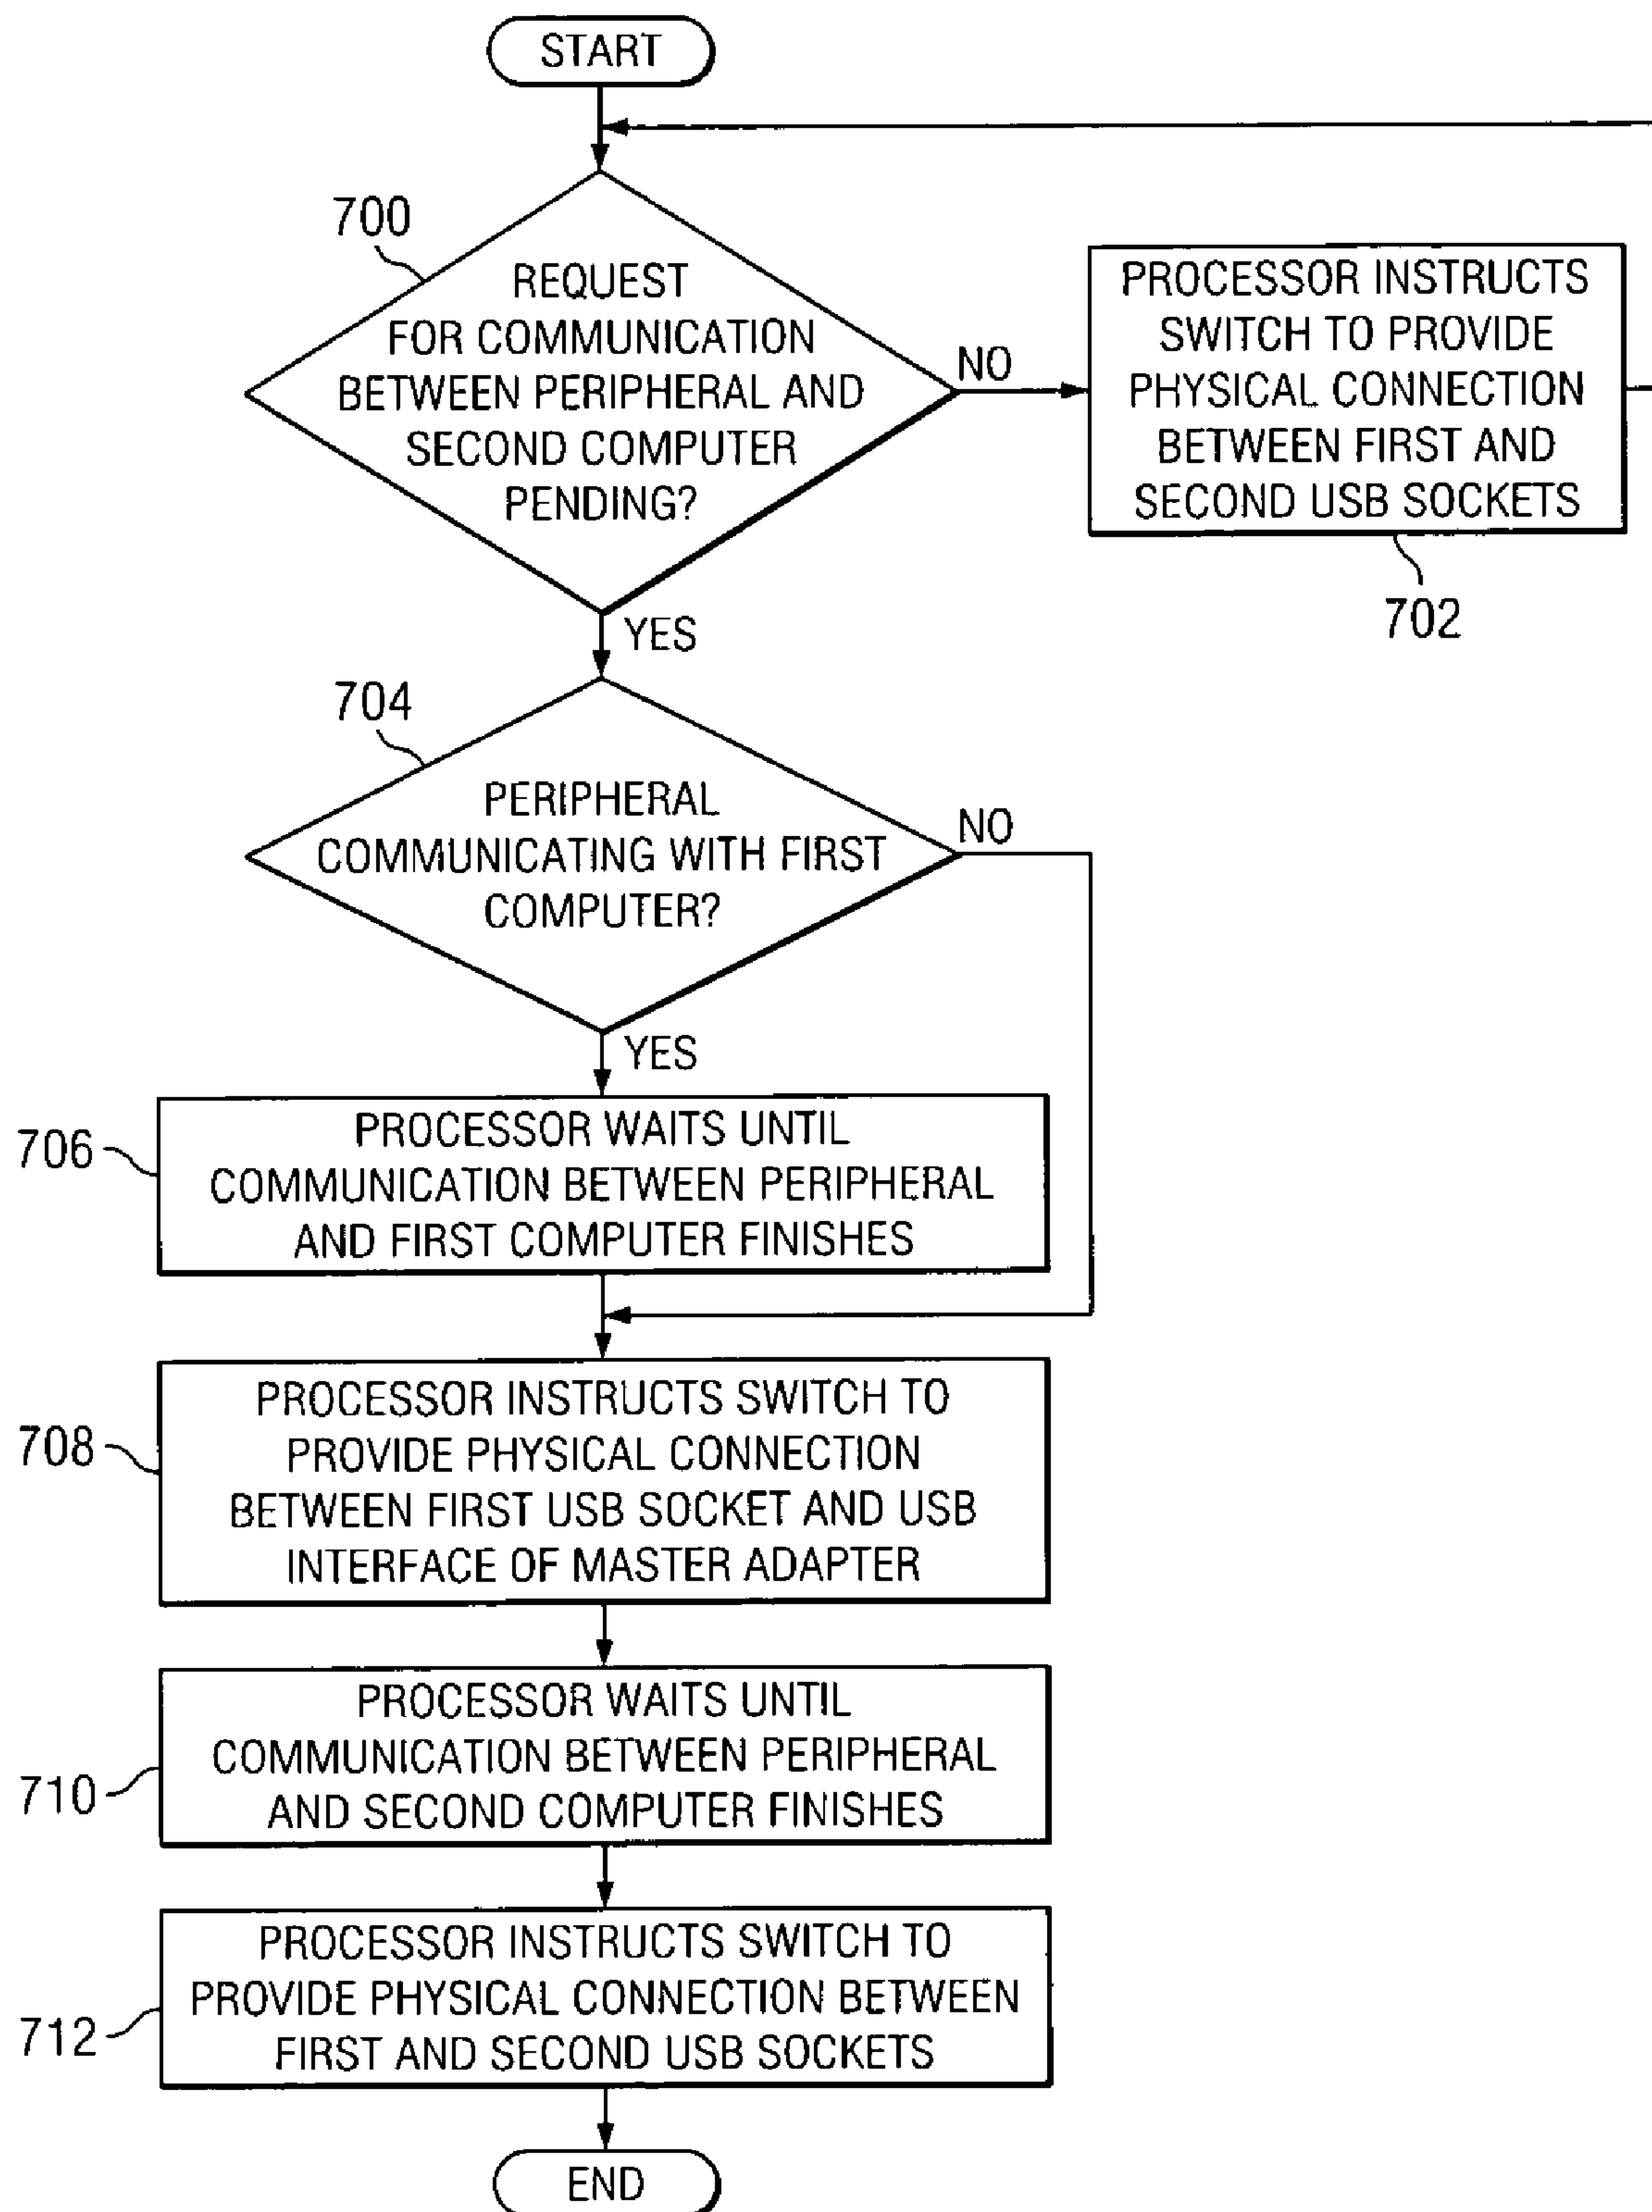 START
700
REQUEST
FOR COMMUNICATION
BETWEEN PERIPHERAL AND
SECOND COMPUTER
PENDING?
NO
PROCESSOR INSTRUCTS
SWITCH TO PROVIDE
PHYSICAL CONNECTION
BETWEEN FIRST AND
SECOND USB SOCKETS
702
YES
704
PERIPHERAL
COMMUNICATING WITH FIRST
COMPUTER?
NO
YES
706
PROCESSOR WAITS UNTIL
COMMUNICATION BETWEEN PERIPHERAL
AND FIRST COMPUTER FINISHES
708
PROCESSOR INSTRUCTS SWITCH TO
PROVIDE PHYSICAL CONNECTION
BETWEEN FIRST USB SOCKET AND USB
INTERFACE OF MASTER ADAPTER
710
PROCESSOR WAITS UNTIL
COMMUNICATION BETWEEN PERIPHERAL
AND SECOND COMPUTER FINISHES
712
PROCESSOR INSTRUCTS SWITCH TO
PROVIDE PHYSICAL CONNECTION BETWEEN
FIRST AND SECOND USB SOCKETS
END